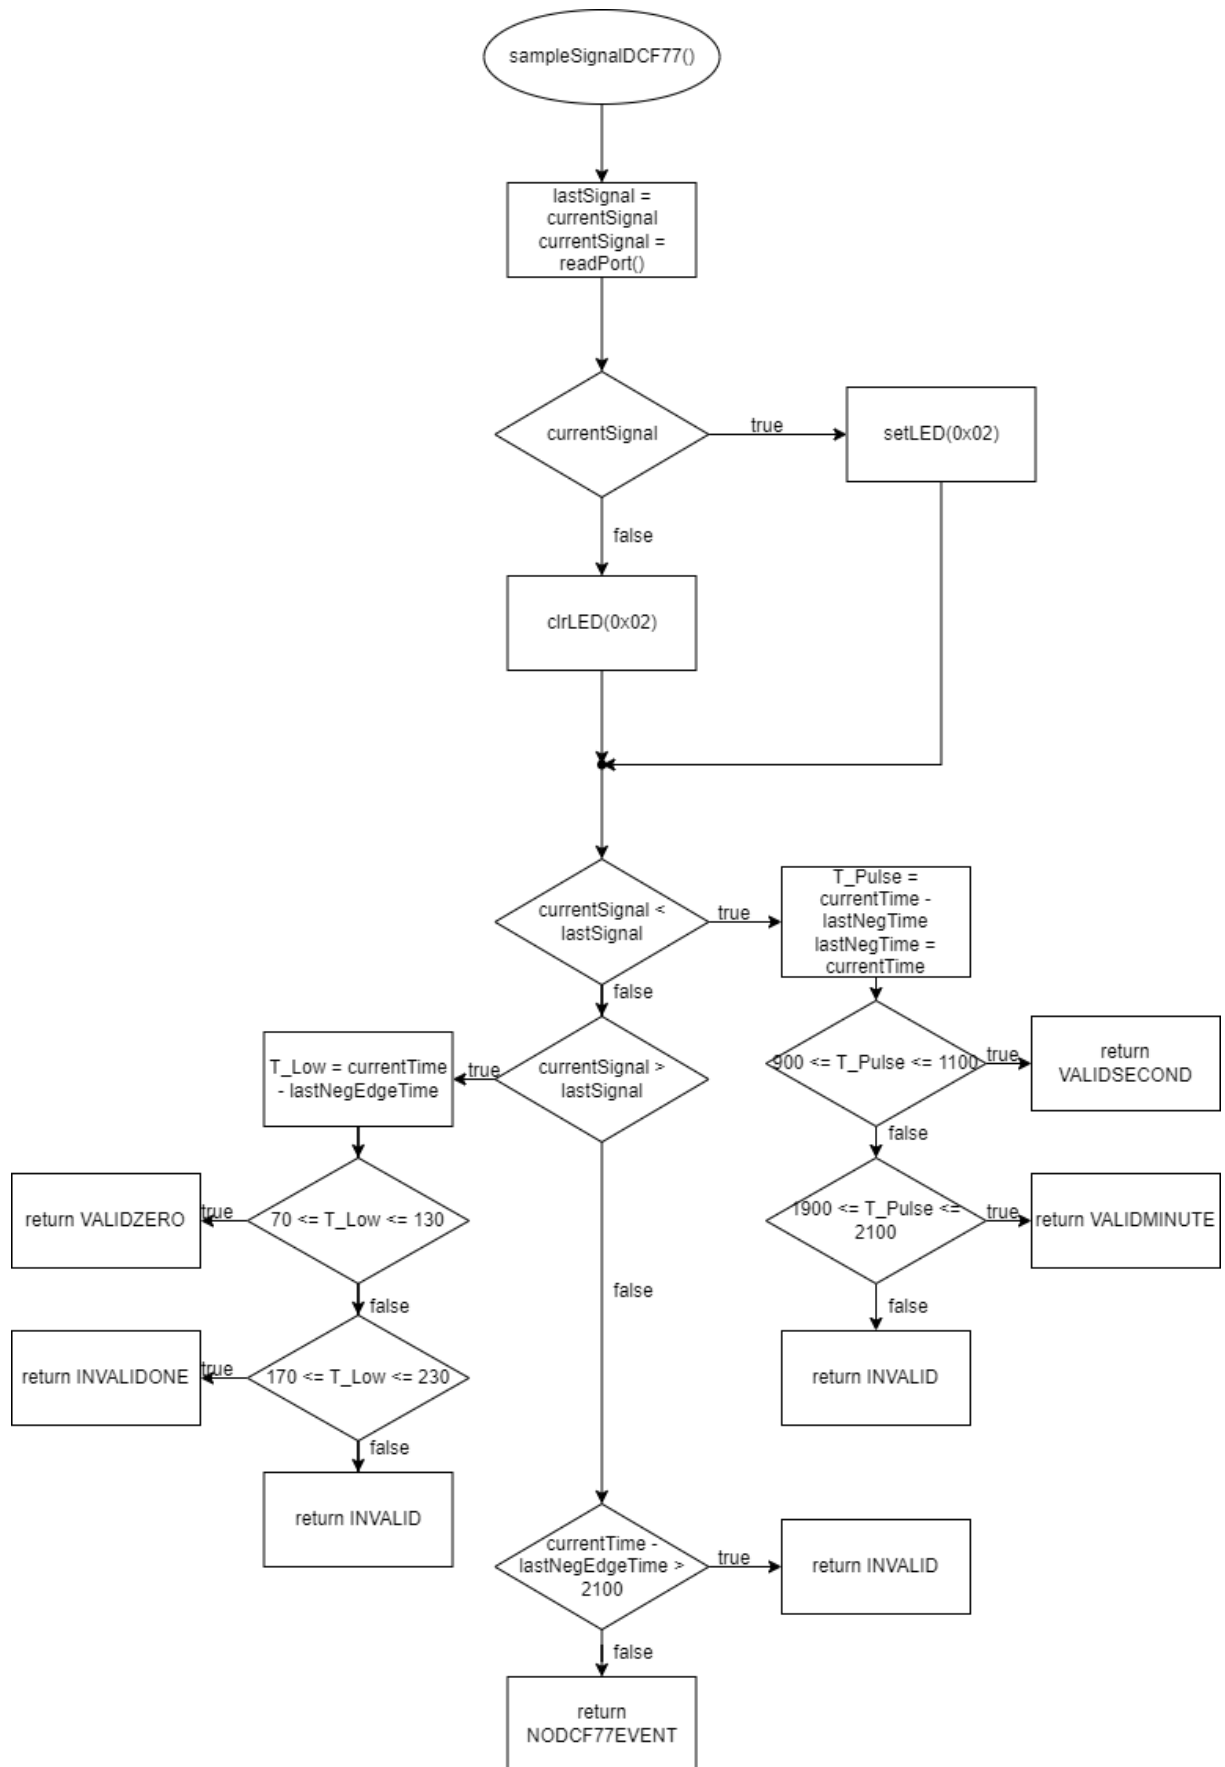 sampleSignalDCF77()
lastSignal =
currentSignal
currentSignal =
readPort()
currentSignal
true
setLED(0x02)
false
clrLED(0x02)
currentSignal <
lastSignal
true
T_Pulse =
currentTime -
lastNegTime
lastNegTime =
currentTime
false
T_Low = currentTime
- lastNegEdgeTime
true
currentSignal >
lastSignal
900 <= T_Pulse <= 1100
true
return
VALIDSECOND
false
return VALIDZERO
true
70 <= T_Low <= 130
1900 <= T_Pulse <=
2100
true
return VALIDMINUTE
false
false
false
return INVALIDONE
true
170 <= T_Low <= 230
return INVALID
false
return INVALID
currentTime -
lastNegEdgeTime >
2100
true
return INVALID
false
return
NODCF77EVENT